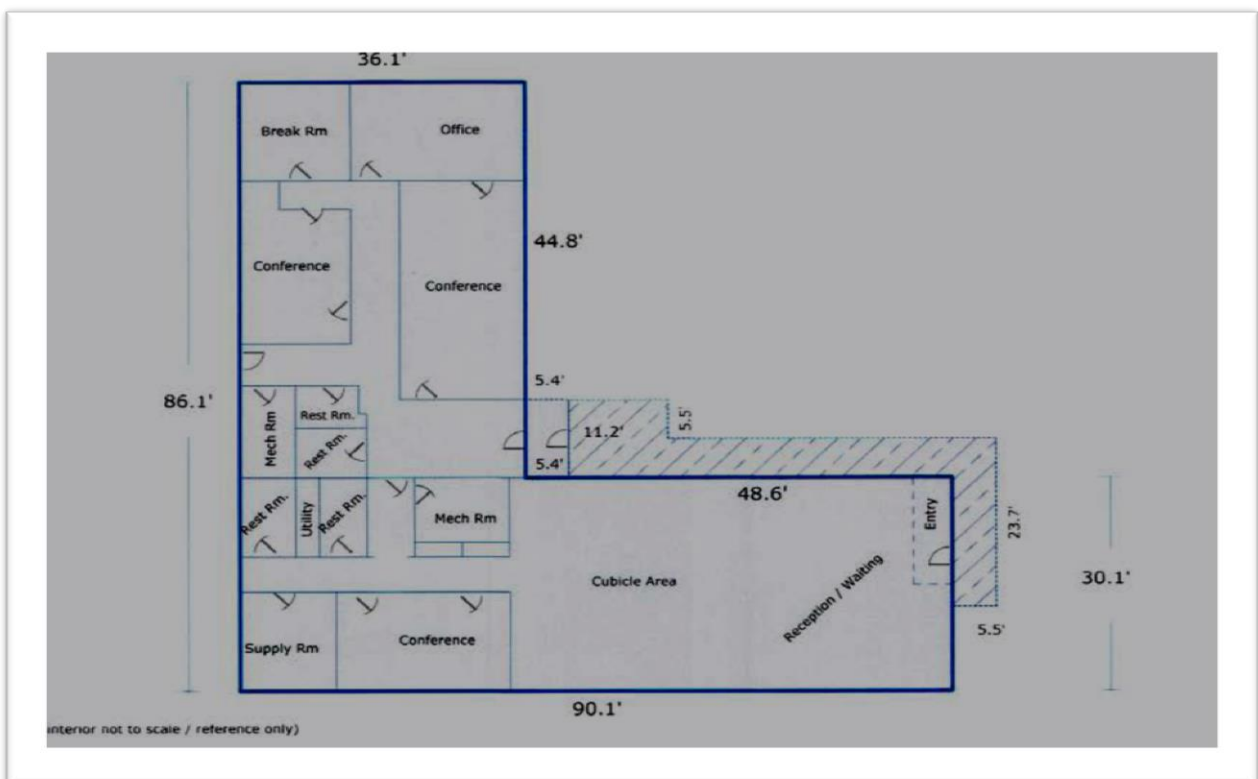 36.1'
Break Rm
Office
44.8'
Conference
Conference
5.4'
86.1'
5.5'
Rest Rm.
11.2'
Mech Rm
Rest Rm.
5.4'
48.6'
Rest Rm.
Utility
Rest Rm.
Mech Rm
Entry
23.7'
Cubicle Area
30.1'
Reception / Waiting
5.5'
Supply Rm
Conference
90.1'
interior not to scale / reference only)